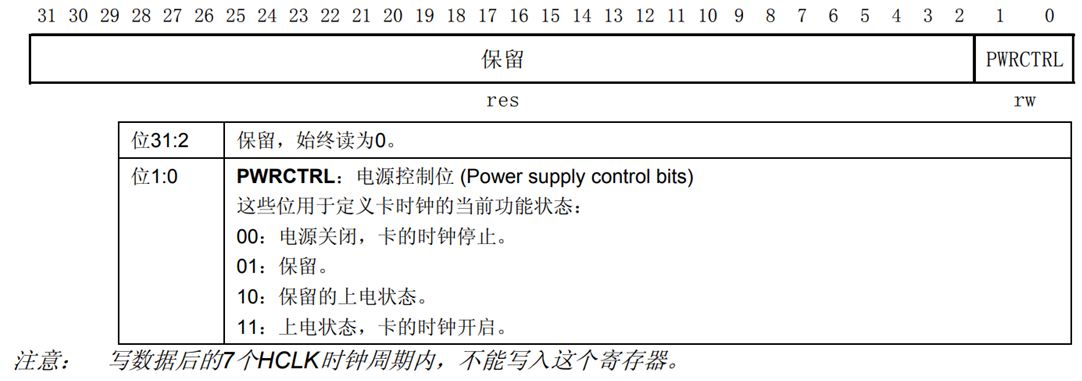 31 30 29 28 27 26 25 24 23 22 21 20 19 18 17 16 15 14 13 12 11 10 9 8 7 6 5 4 3 2 1 0
保留 PWRCTRL
res rw
位31:2 保留，始终读为0。
位1:0 PWRCTRL：电源控制位 (Power supply control bits)
这些位用于定义卡时钟的当前功能状态：
00：电源关闭，卡的时钟停止。
01：保留。
10：保留的上电状态。
11：上电状态，卡的时钟开启。
注意： 写数据后的7个HCLK时钟周期内，不能写入这个寄存器。